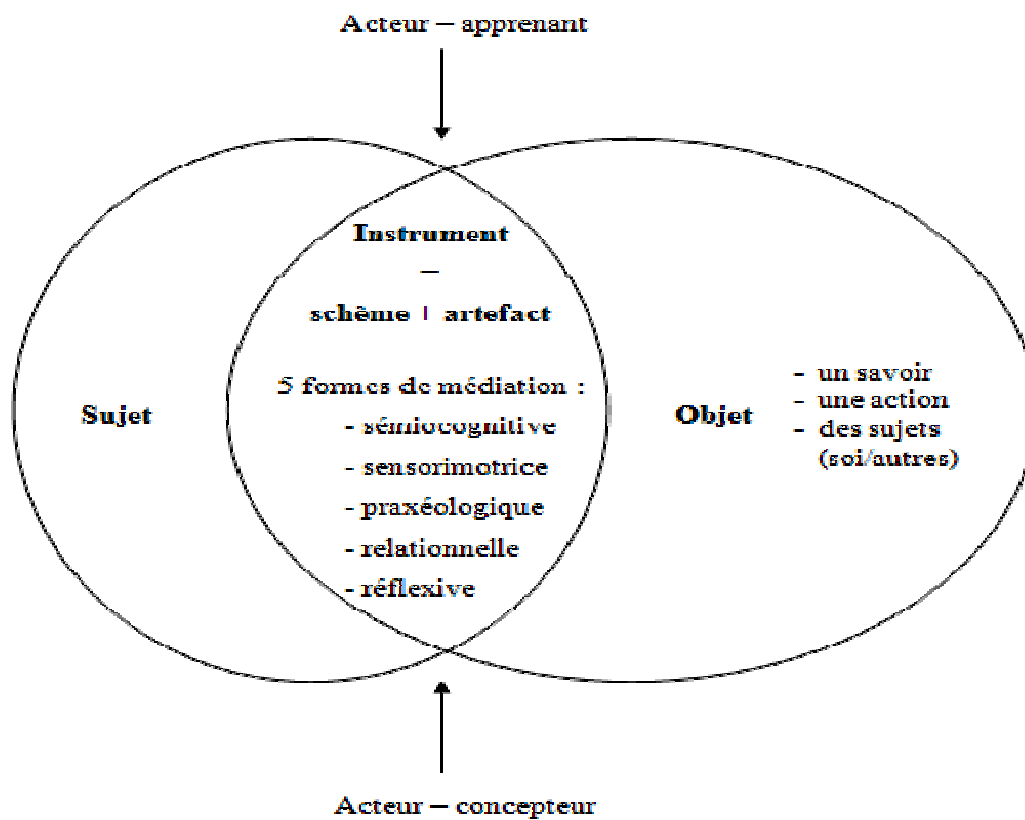 Acteur – apprenant
Instrument
–
schème + artefact
5 formes de médiation :
- sémiocognitive
- sensorimotrice
- praxéologique
- relationnelle
- réflexive
Sujet
Objet
- un savoir
- une action
- des sujets
(soi/autres)
Acteur – concepteur